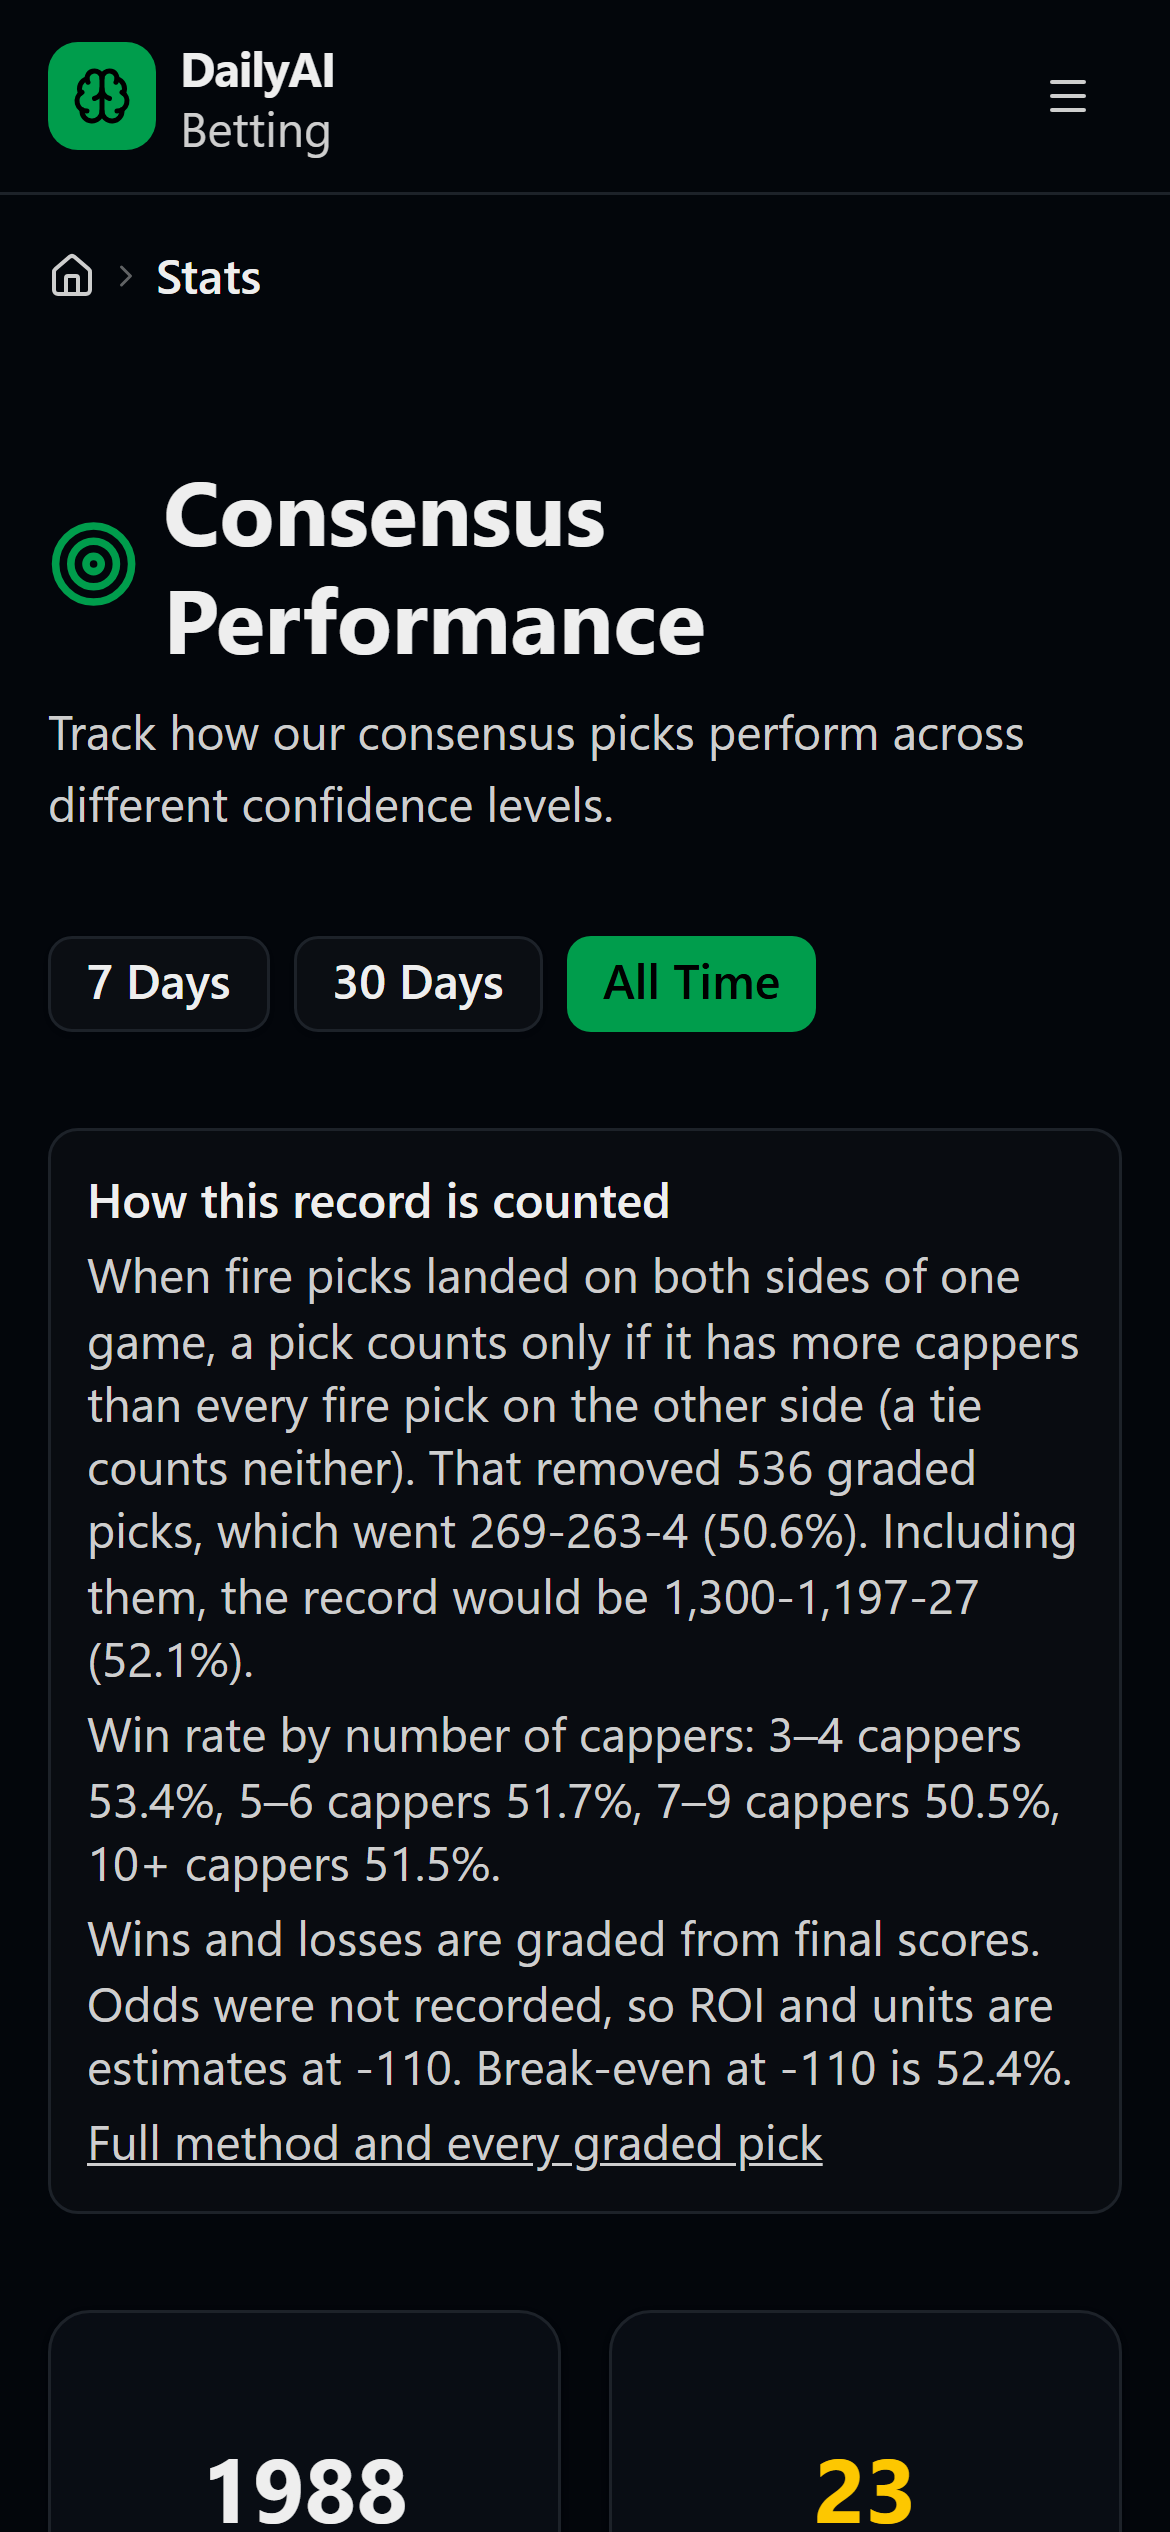 DailyAI
Betting
Stats
Consensus
Performance
Track how our consensus picks perform across
different confidence levels.
7 Days
30 Days
All Time
How this record is counted
When fire picks landed on both sides of one
game, a pick counts only if it has more cappers
than every fire pick on the other side (a tie
counts neither). That removed 536 graded
picks, which went 269-263-4 (50.6%). Including
them, the record would be 1,300-1,197-27
(52.1%).
Win rate by number of cappers: 3–4 cappers
53.4%, 5–6 cappers 51.7%, 7–9 cappers 50.5%,
10+ cappers 51.5%.
Wins and losses are graded from final scores.
Odds were not recorded, so ROI and units are
estimates at -110. Break-even at -110 is 52.4%.
Full method and every graded pick
1988
23